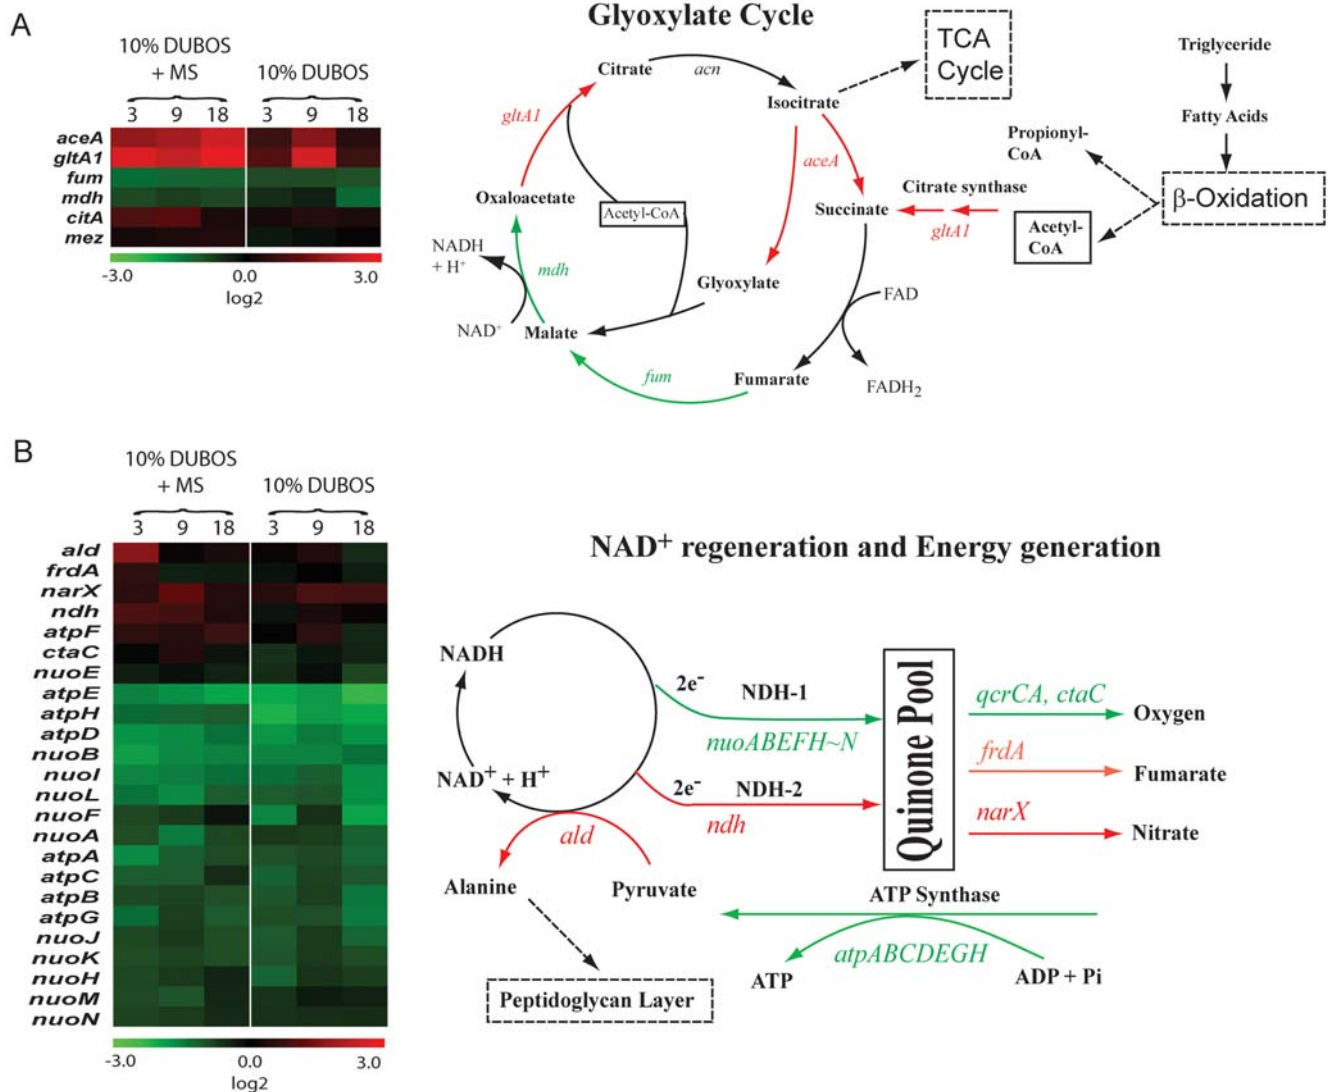 A
10% DUBOS
+ MS
10% DUBOS
3 9 18 3 9 18
aceA
gltA1
fum
mdh
citA
mez
-3.0 0.0 3.0
log2
Glyoxylate Cycle
Citrate
acn
Isocitrate
TCA
Cycle
gltA1
aceA
Oxaloacetate
Acetyl-CoA
Succinate
Citrate synthase
gltA1
NADH
+ H⁺
mdh
Glyoxylate
NAD⁺
Malate
FAD
fum
Fumarate
FADH₂
Triglyceride
Fatty Acids
Propionyl-
CoA
β-Oxidation
Acetyl-
CoA
B
10% DUBOS
+ MS
10% DUBOS
3 9 18 3 9 18
ald
frdA
narX
ndh
atpF
ctaC
nuoE
atpE
atpH
atpD
nuoB
nuoI
nuoL
nuoF
nuoA
atpA
atpC
atpB
atpG
nuoJ
nuoK
nuoH
nuoM
nuoN
-3.0 0.0 3.0
log2
NAD⁺ regeneration and Energy generation
NADH
2e⁻ NDH-1
nuoABEFH~N
NAD⁺ + H⁺
2e⁻ NDH-2
ndh
ald
Alanine
Pyruvate
Peptidoglycan Layer
Quinone Pool
qcrCA, ctaC
Oxygen
frdA
Fumarate
narX
Nitrate
ATP Synthase
atpABCDEGH
ATP
ADP + Pi